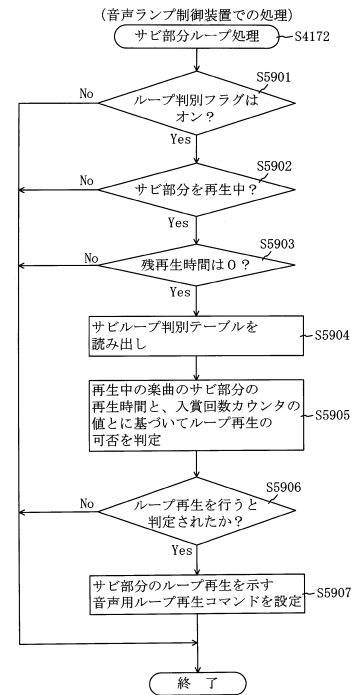 (音声ランプ制御装置での処理)
サビ部分ループ処理
S4172
S5901
ループ判別フラグは
オン?
No
Yes
S5902
サビ部分を再生中?
No
Yes
S5903
残再生時間は0?
No
Yes
サビループ判別テーブルを
読み出し
S5904
再生中の楽曲のサビ部分の
再生時間と、入賞回数カウンタの
値とに基づいてループ再生の
可否を判定
S5905
S5906
ループ再生を行うと
判定されたか?
No
Yes
サビ部分のループ再生を示す
音声用ループ再生コマンドを設定
S5907
終 了